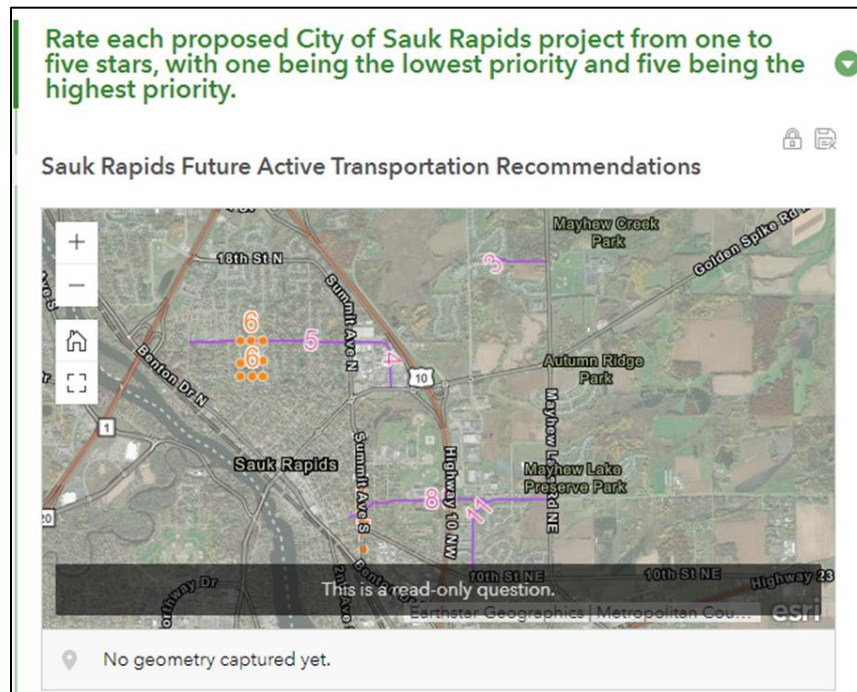 Rate each proposed City of Sauk Rapids project from one to
five stars, with one being the lowest priority and five being the
highest priority.
Sauk Rapids Future Active Transportation Recommendations
Mayhew Creek
Park
Golden Spike Rd
18th St N
Summit Ave N
3
6
5
6
4
10
Autumn Ridge
Park
Benton Dr N
1
Mayhew Lake Rd NE
Sauk Rapids
Summit Ave S
Highway 10 NW
Mayhew Lake
Preserve Park
8
11
20
10th St NE
10th St NE
Highway 23
This is a read-only question.
Earthstar Geographics | Metropolitan Cou...
esri
No geometry captured yet.